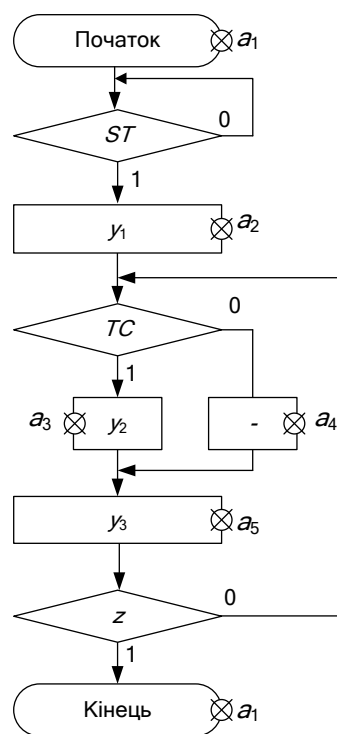 Початок a1
0
ST
1
y1 a2
0
TC
1
a3 y2 - a4
y3 a5
0
z
1
Кінець a1